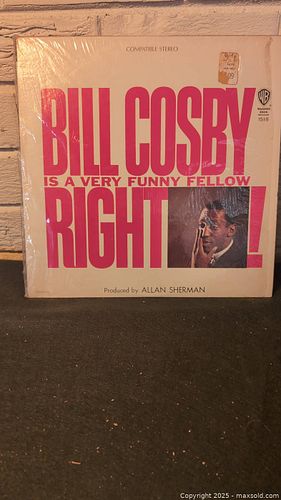 COMPATIBLE STEREO
BILL COSBY
IS A VERY FUNNY FELLOW
RIGHT!
Produced by ALLAN SHERMAN
Copyright © 2025 - maxsold.com